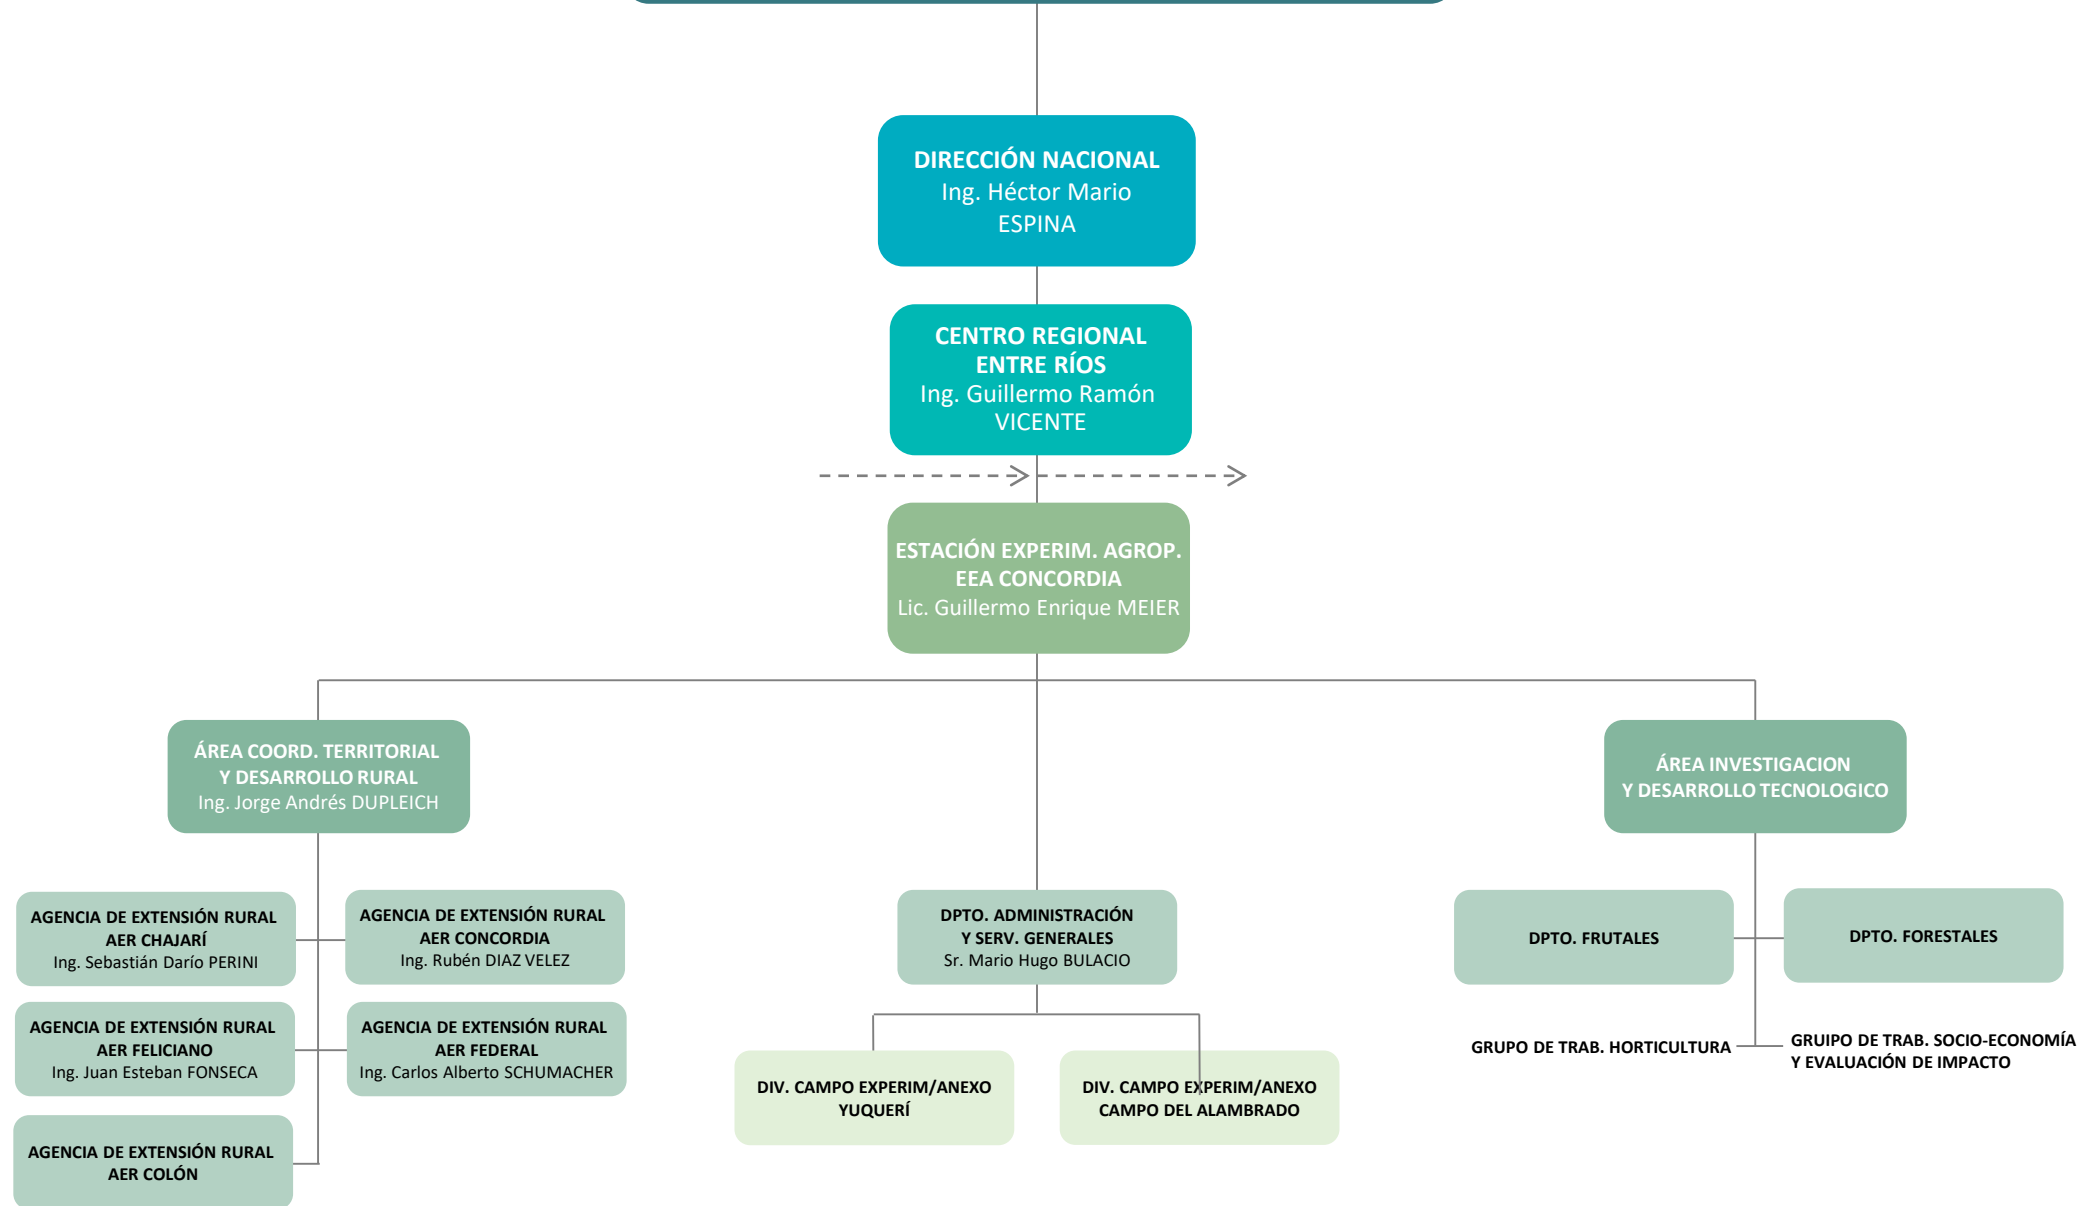 DIRECCIÓN NACIONAL
Ing. Héctor Mario
ESPINA
CENTRO REGIONAL
ENTRE RÍOS
Ing. Guillermo Ramón
VICENTE
ESTACIÓN EXPERIM. AGROP.
EEA CONCORDIA
Lic. Guillermo Enrique MEIER
ÁREA COORD. TERRITORIAL
Y DESARROLLO RURAL
Ing. Jorge Andrés DUPLEICH
ÁREA INVESTIGACION
Y DESARROLLO TECNOLOGICO
AGENCIA DE EXTENSIÓN RURAL
AER CHAJARÍ
Ing. Sebastián Darío PERINI
AGENCIA DE EXTENSIÓN RURAL
AER CONCORDIA
Ing. Rubén DIAZ VELEZ
DPTO. ADMINISTRACIÓN
Y SERV. GENERALES
Sr. Mario Hugo BULACIO
DPTO. FRUTALES
DPTO. FORESTALES
AGENCIA DE EXTENSIÓN RURAL
AER FELICIANO
Ing. Juan Esteban FONSECA
AGENCIA DE EXTENSIÓN RURAL
AER FEDERAL
Ing. Carlos Alberto SCHUMACHER
GRUPO DE TRAB. HORTICULTURA
GRUIPO DE TRAB. SOCIO-ECONOMÍA
Y EVALUACIÓN DE IMPACTO
DIV. CAMPO EXPERIM/ANEXO
YUQUERÍ
DIV. CAMPO EXPERIM/ANEXO
CAMPO DEL ALAMBRADO
AGENCIA DE EXTENSIÓN RURAL
AER COLÓN